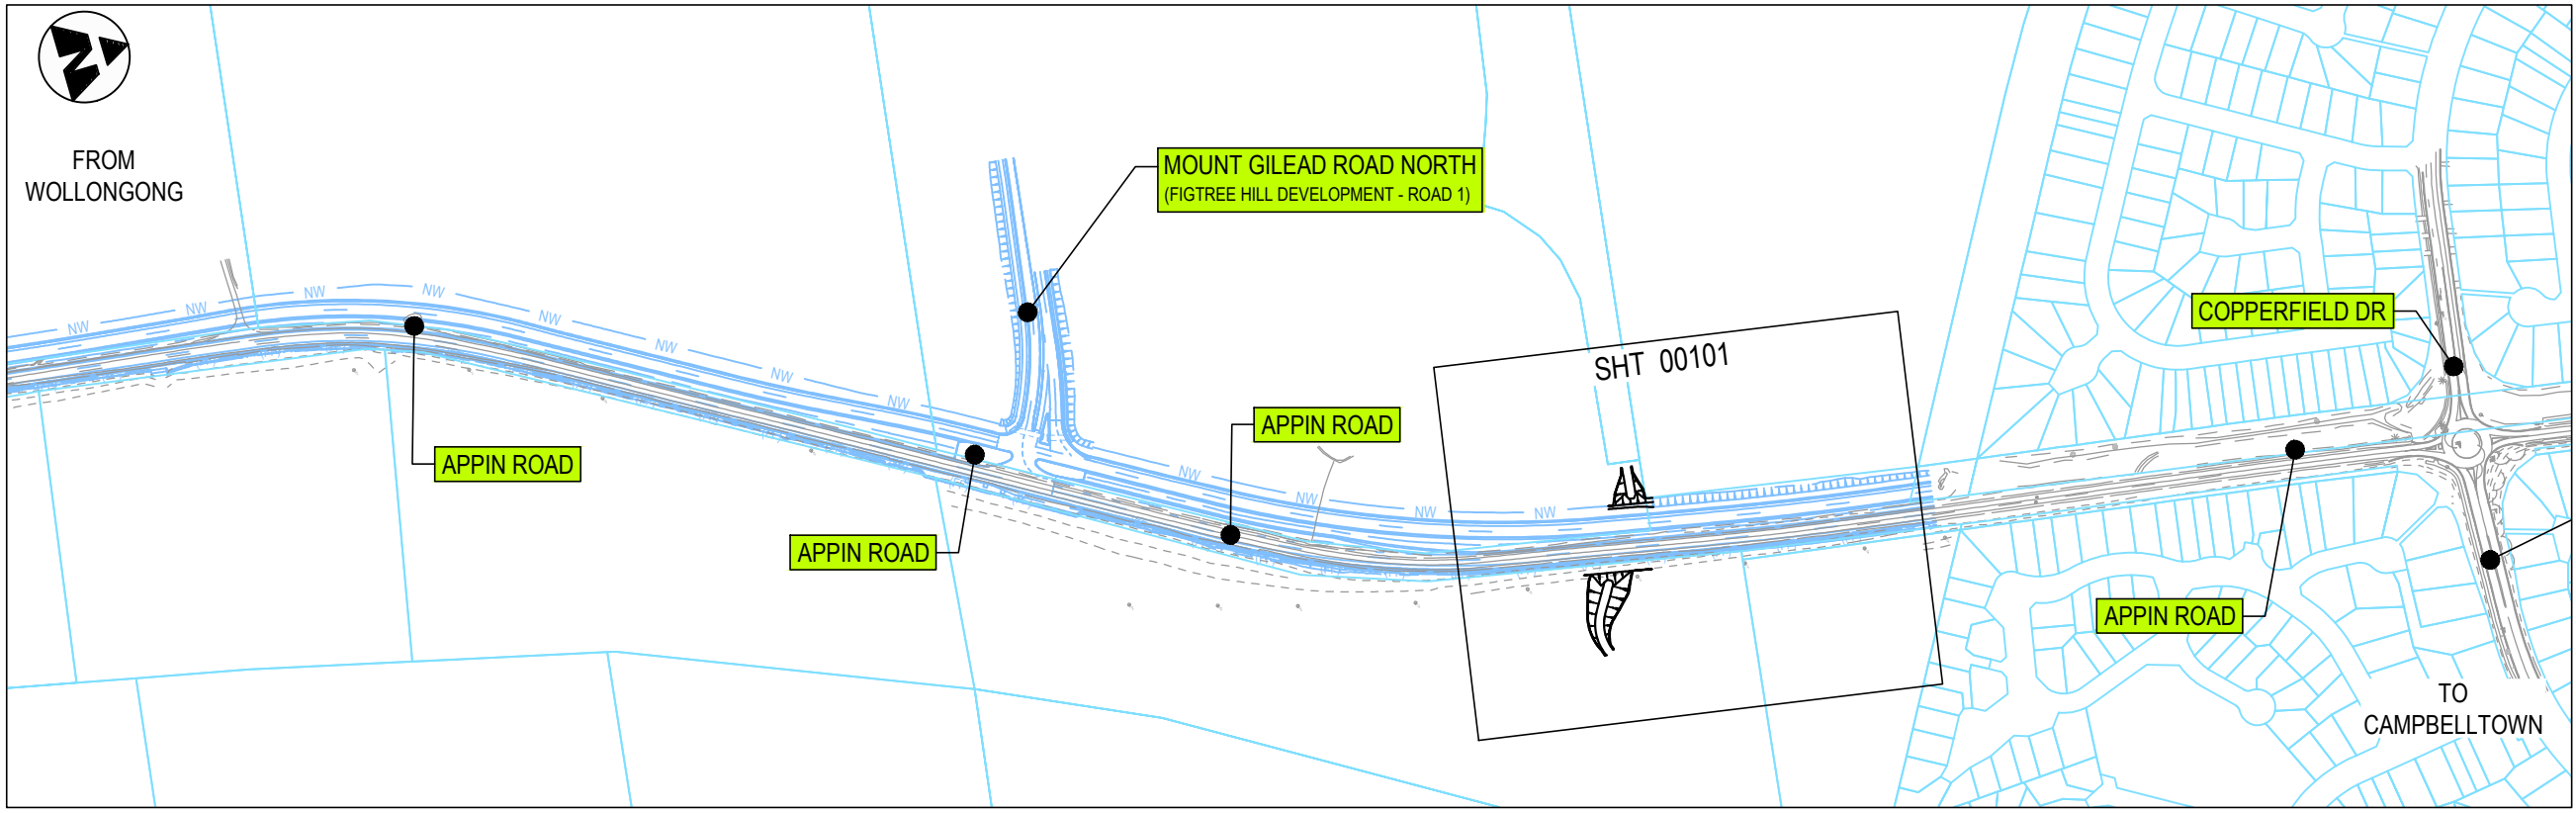 FROM
WOLLONGONG
MOUNT GILEAD ROAD NORTH
(FIGTREE HILL DEVELOPMENT - ROAD 1)
COPPERFIELD DR
SHT 00101
NW
NW
NW
NW
NW
NW
NW
NW
NW
NW
NW
NW
APPIN ROAD
APPIN ROAD
APPIN ROAD
APPIN ROAD
TO
CAMPBELLTOWN